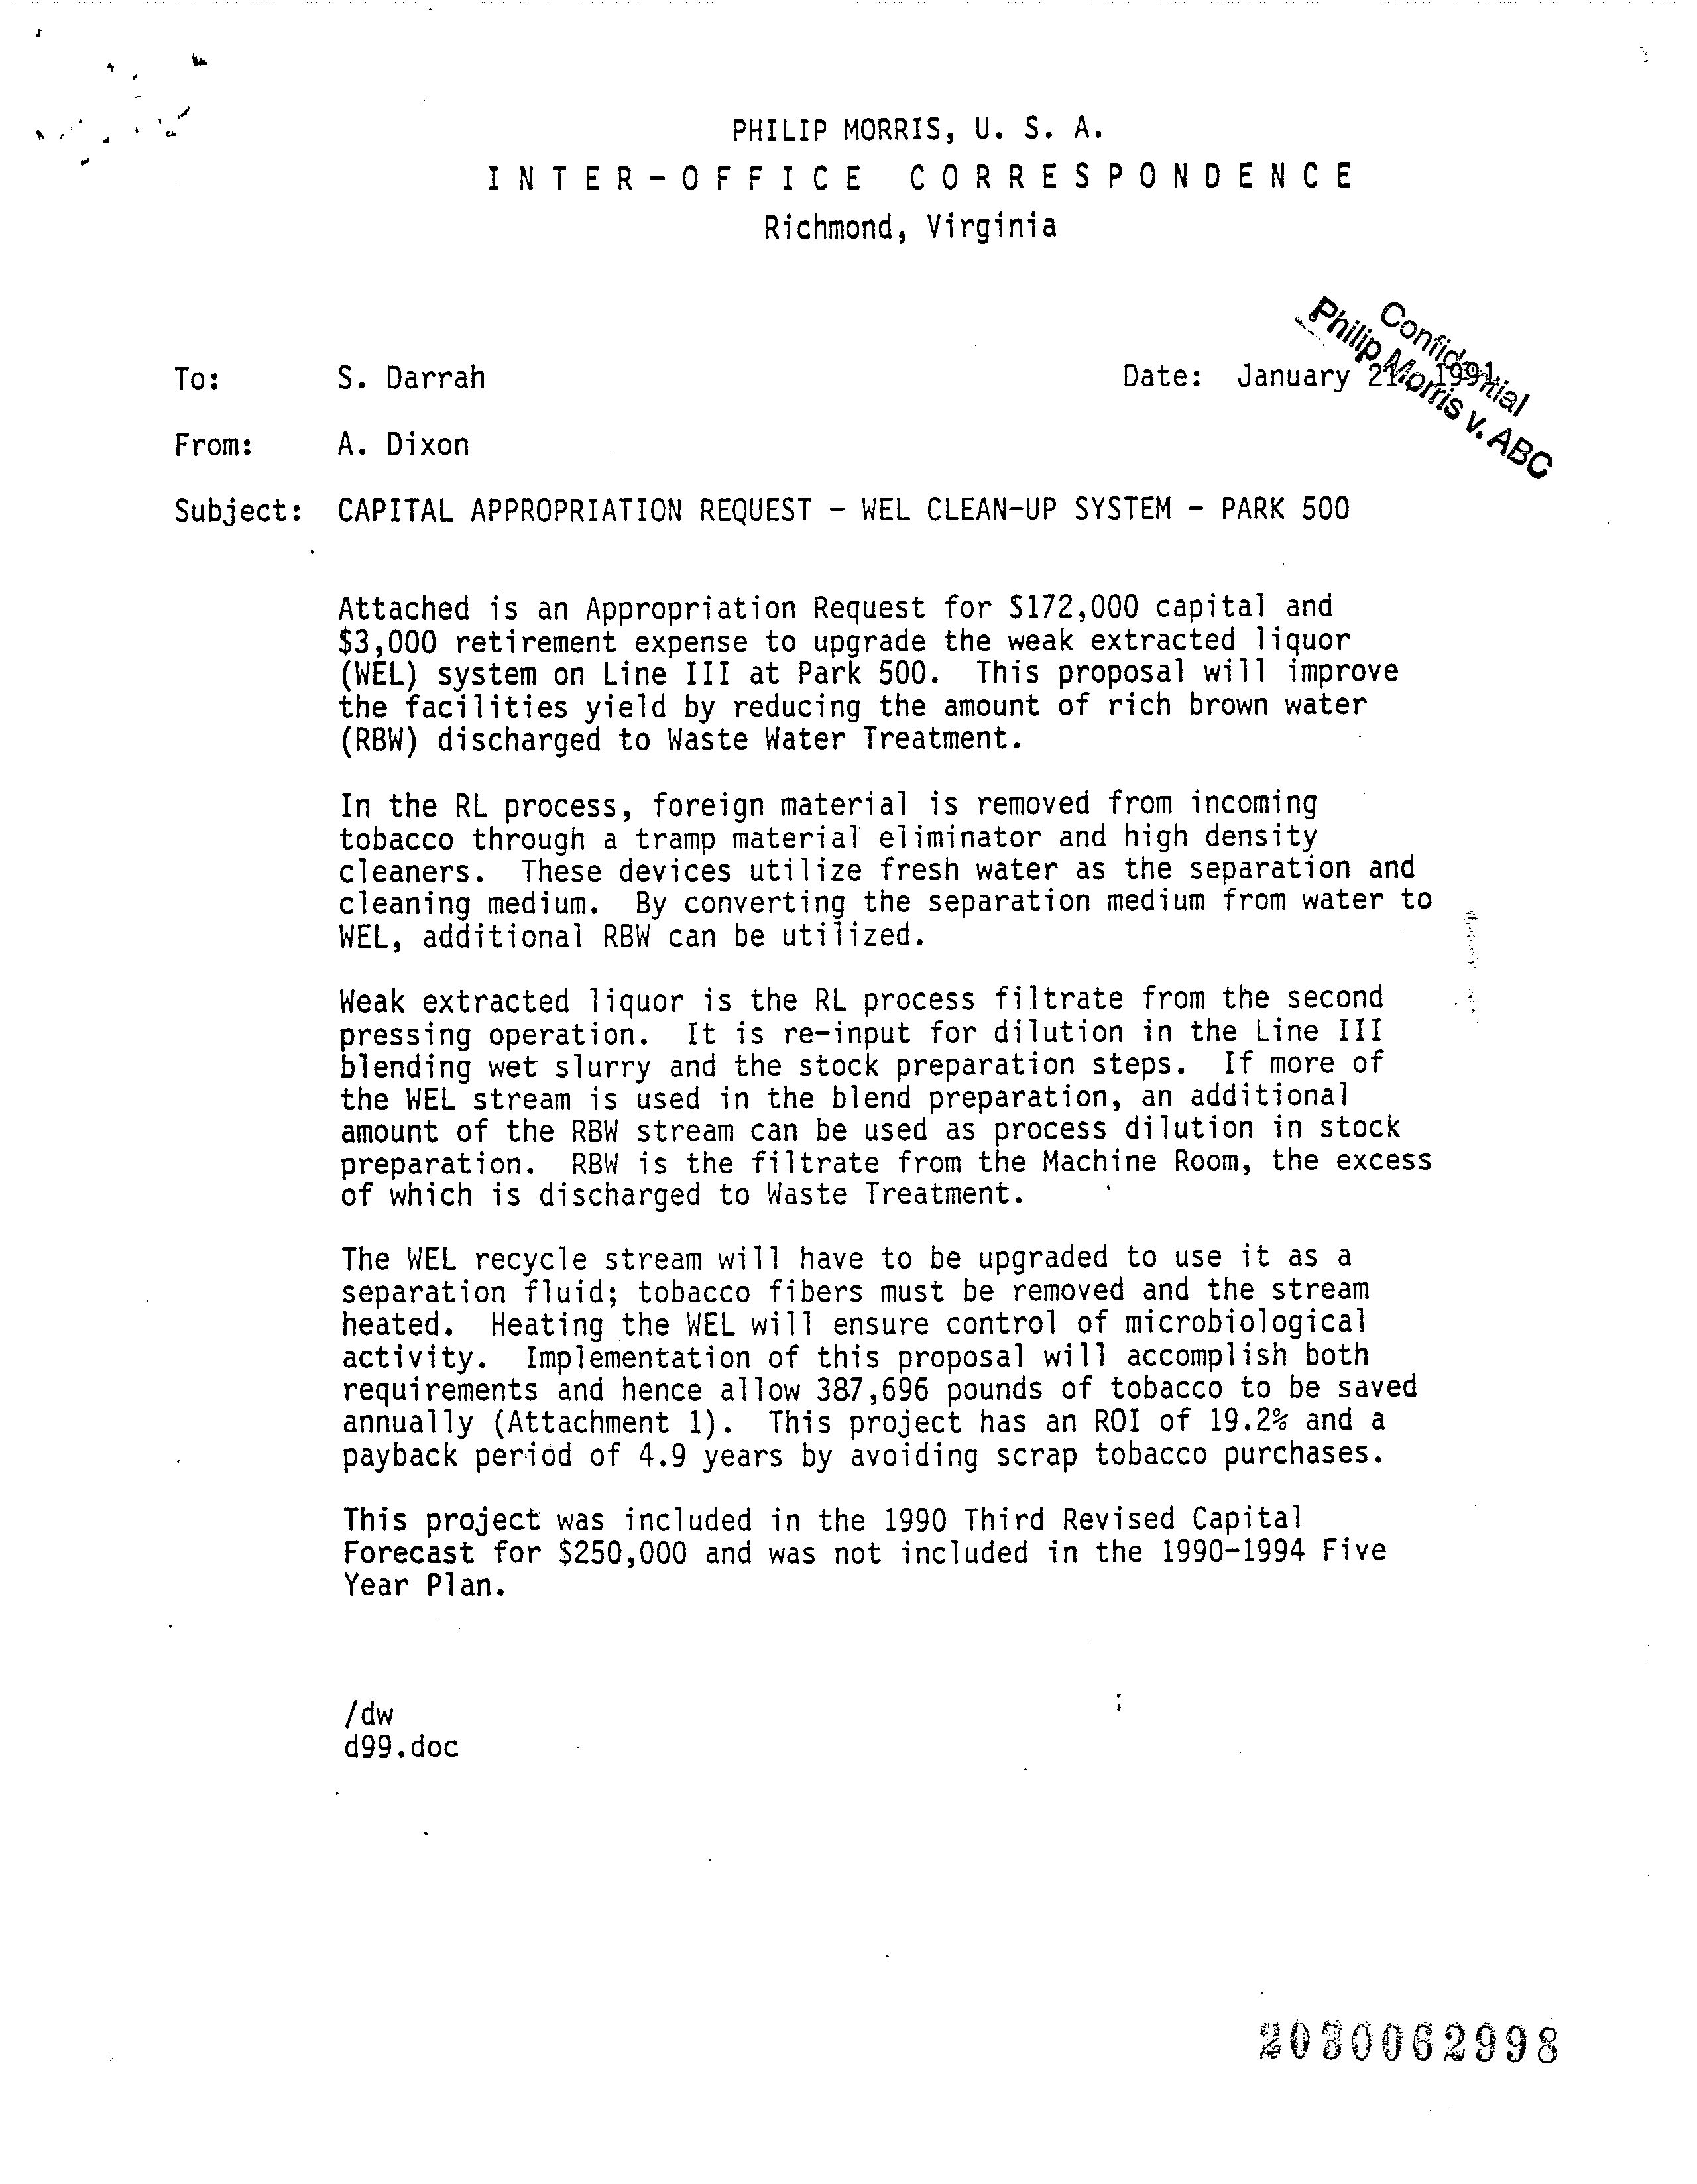 PHILIP MORRIS, U. S. A.
INTER-OFFICE CORRESPONDENCE
Richmond, Virginia
Confidential
Philip Morris v. ABC
To: S. Darrah Date: January 21, 1991
From: A. Dixon
Subject: CAPITAL APPROPRIATION REQUEST - WEL CLEAN-UP SYSTEM - PARK 500
Attached is an Appropriation Request for $172,000 capital and
$3,000 retirement expense to upgrade the weak extracted liquor
(WEL) system on Line III at Park 500. This proposal will improve
the facilities yield by reducing the amount of rich brown water
(RBW) discharged to Waste Water Treatment.
In the RL process, foreign material is removed from incoming
tobacco through a tramp material eliminator and high density
cleaners. These devices utilize fresh water as the separation and
cleaning medium. By converting the separation medium from water to
WEL, additional RBW can be utilized.
Weak extracted liquor is the RL process filtrate from the second
pressing operation. It is re-input for dilution in the Line III
blending wet slurry and the stock preparation steps. If more of
the WEL stream is used in the blend preparation, an additional
amount of the RBW stream can be used as process dilution in stock
preparation. RBW is the filtrate from the Machine Room, the excess
of which is discharged to Waste Treatment.
The WEL recycle stream will have to be upgraded to use it as a
separation fluid; tobacco fibers must be removed and the stream
heated. Heating the WEL will ensure control of microbiological
activity. Implementation of this proposal will accomplish both
requirements and hence allow 387,696 pounds of tobacco to be saved
annually (Attachment 1). This project has an ROI of 19.2% and a
payback period of 4.9 years by avoiding scrap tobacco purchases.
This project was included in the 1990 Third Revised Capital
Forecast for $250,000 and was not included in the 1990-1994 Five
Year Plan.
/dw
d99.doc
2030062998